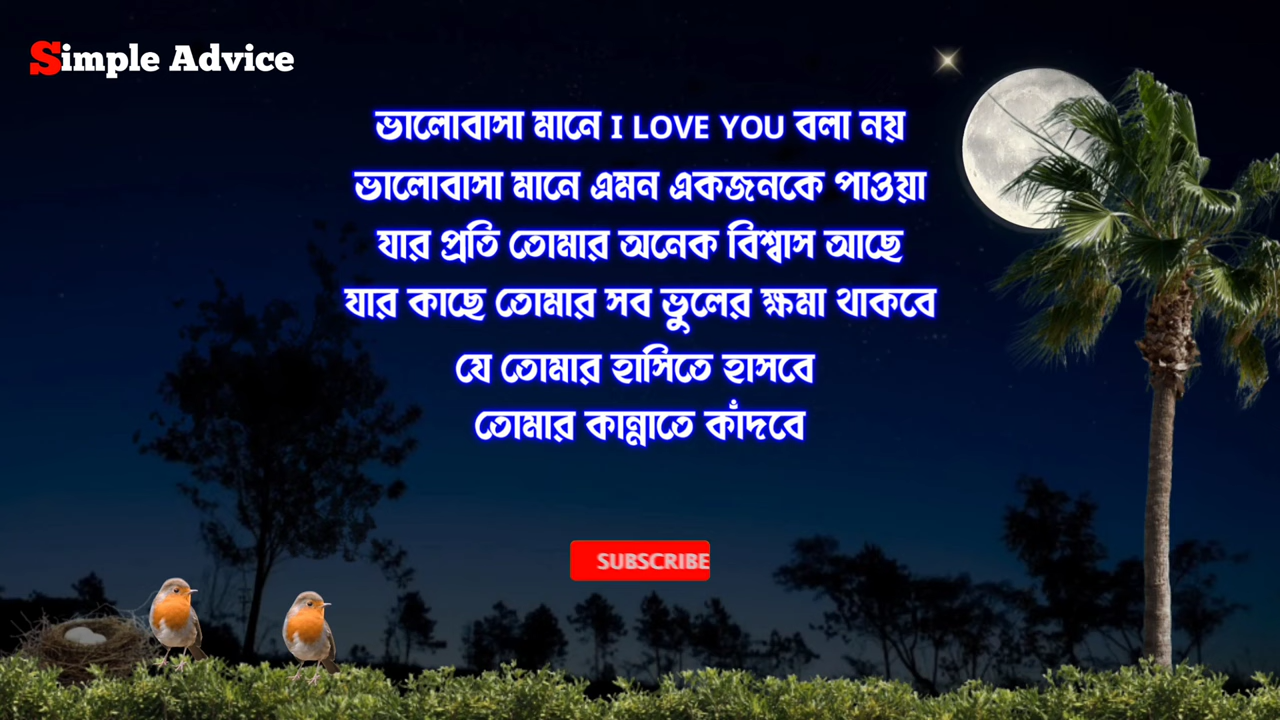 Simple Advice
ভালোবাসা মানে I LOVE YOU বলা নয়
ভালোবাসা মানে এমন একজনকে পাওয়া
যার প্রতি তোমার অনেক বিশ্বাস আছে
যার কাছে তোমার সব ভুলের ক্ষমা থাকবে
যে তোমার হাসিতে হাসবে
তোমার কান্নাতে কাঁদবে
SUBSCRIBE